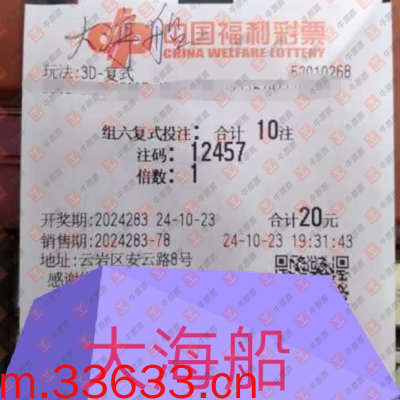 大海船
中国福利彩票
CHINA WELFARE LOTTERY
玩法:3D-复式
52010268
组六复式投注: 合计 10注
注码: 12457
倍数: 1
开奖期:2024283 24-10-23 合计20元
销售期:2024283-78 24-10-23 19:31:43
地址:云岩区安云路8号
感谢
大海船
m.33633.cn